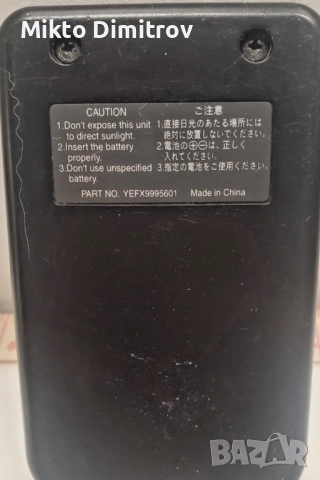 Mikto Dimitrov
CAUTION
1.Don't expose this unit
to direct sunlight.
2.Insert the battery
properly.
3.Don't use unspecified
battery.
ご注意
1.直接日光のあたる場所には
絶対に放置しないでください。
2.電池の⊕⊖は、正しく
入れてください。
3.指定の電池をご使用ください。
PART NO. YEFX9995601 Made in China
BAZAR